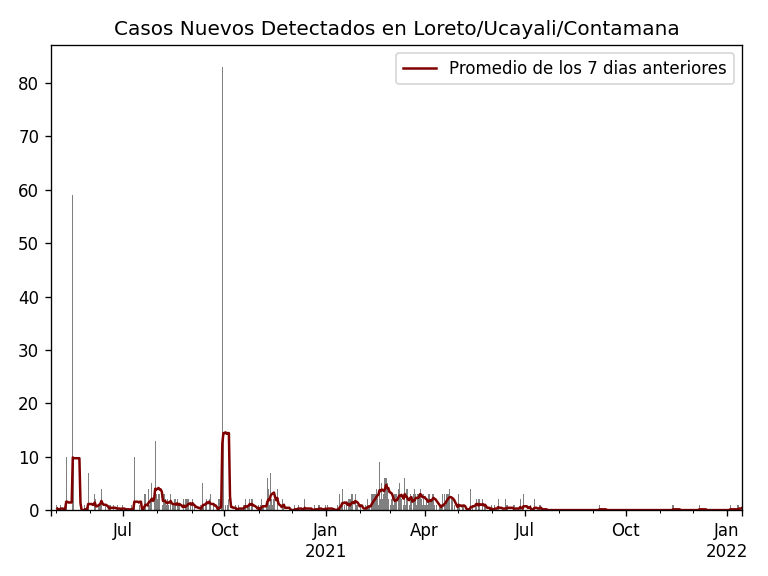 Casos Nuevos Detectados en Loreto/Ucayali/Contamana
Promedio de los 7 dias anteriores
80
70
60
50
40
30
20
10
0
Jul
Oct
Jan
2021
Apr
Jul
Oct
Jan
2022